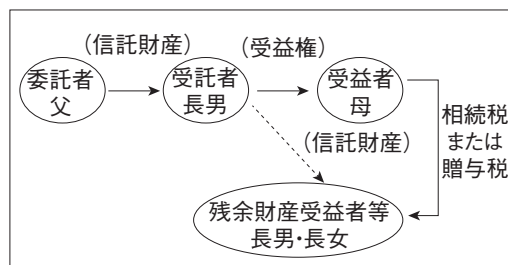 (信託財産)
(受益権)
委託者
父
受託者
長男
受益者
母
(信託財産)
相続税
または
贈与税
残余財産受益者等
長男・長女